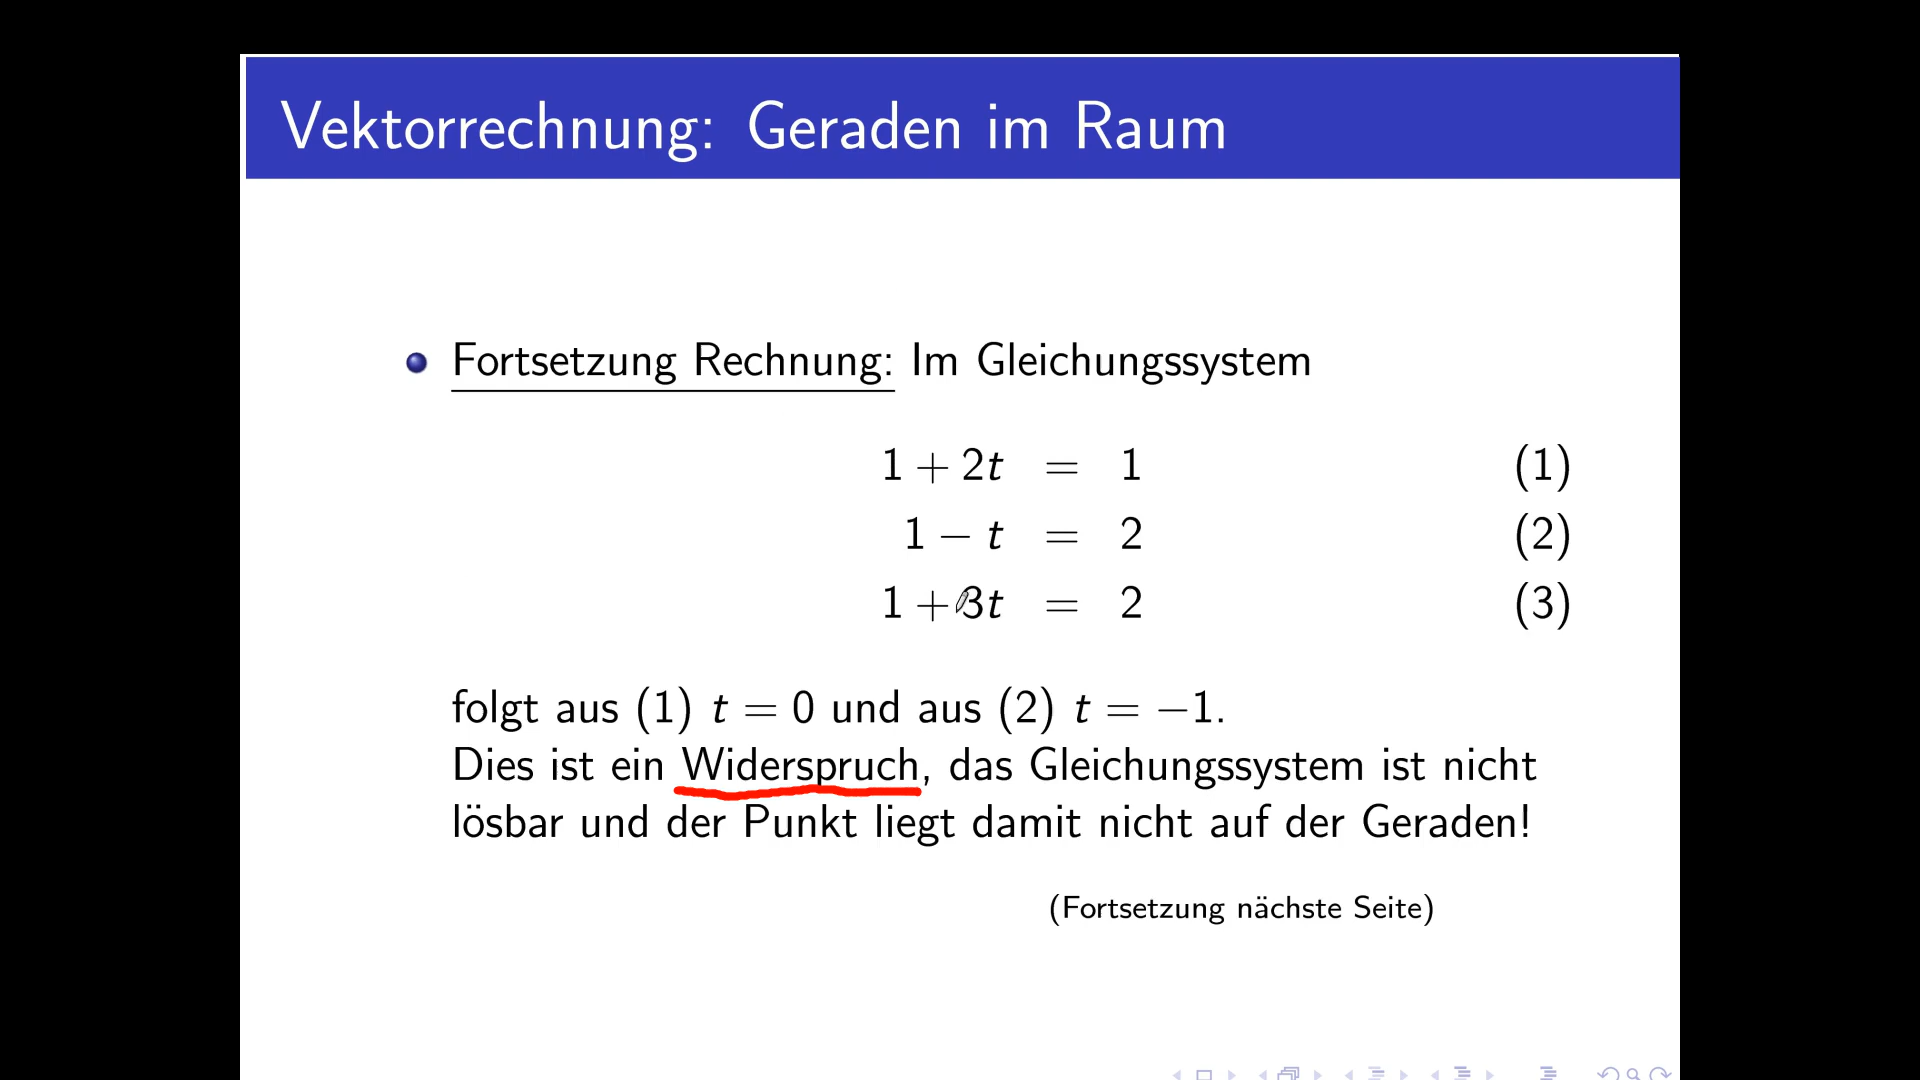 Vektorrechnung: Geraden im Raum
Fortsetzung Rechnung: Im Gleichungssystem
1 + 2t = 1 (1)
1 − t = 2 (2)
1 + 3t = 2 (3)
folgt aus (1) t = 0 und aus (2) t = −1.
Dies ist ein Widerspruch, das Gleichungssystem ist nicht
lösbar und der Punkt liegt damit nicht auf der Geraden!
(Fortsetzung nächste Seite)